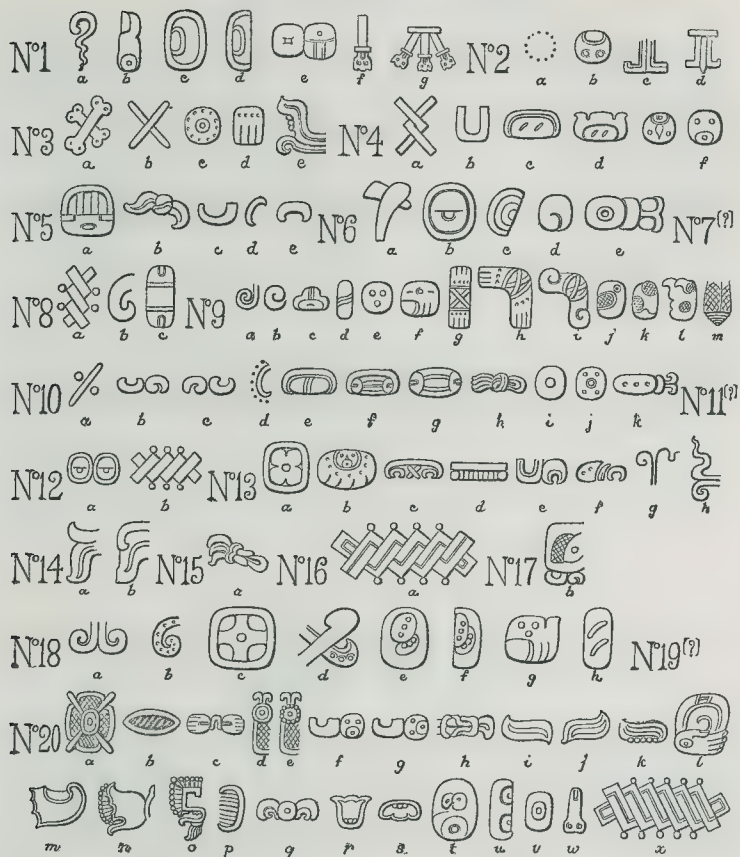 N°1 N°2
a b c d e f g a b c d
N°3 N°4
a b c d e a b c d e f
N°5 N°6 N°7[?]
a b c d e a b c d e
N°8 N°9
a b c a b c d e f g h i j k l m
N°10 N°11[?]
a b c d e f g h i j k
N°12 N°13
a b a b c d e f g h
N°14 N°15 N°16 N°17
a b a a b
N°18 N°19[?]
a b c d e f g h
N°20
a b c d e f g h i j k l
m n o p q r s t u v w x